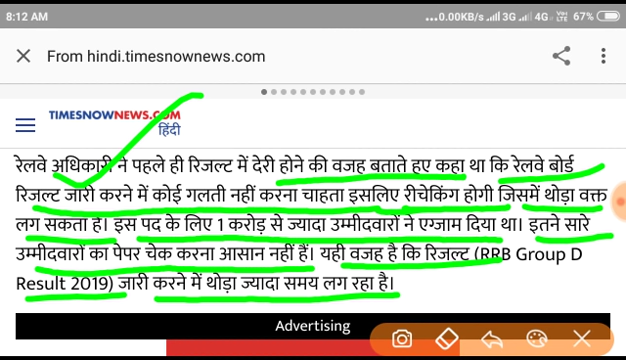 8:12 AM ...0.00KB/s 3G 4G VoLTE 67%
From hindi.timesnownews.com
TIMESNOWNEWS.COM
हिंदी
रेलवे अधिकारी ने पहले ही रिजल्ट में देरी होने की वजह बताते हुए कहा था कि रेलवे बोर्ड
रिजल्ट जारी करने में कोई गलती नहीं करना चाहता इसलिए रीचेकिंग होगी जिसमें थोड़ा वक्त
लग सकता है। इस पद के लिए 1 करोड़ से ज्यादा उम्मीदवारों ने एग्जाम दिया था। इतने सारे
उम्मीदवारों का पेपर चेक करना आसान नहीं हैं। यही वजह है कि रिजल्ट (RRB Group D
Result 2019) जारी करने में थोड़ा ज्यादा समय लग रहा है।
Advertising